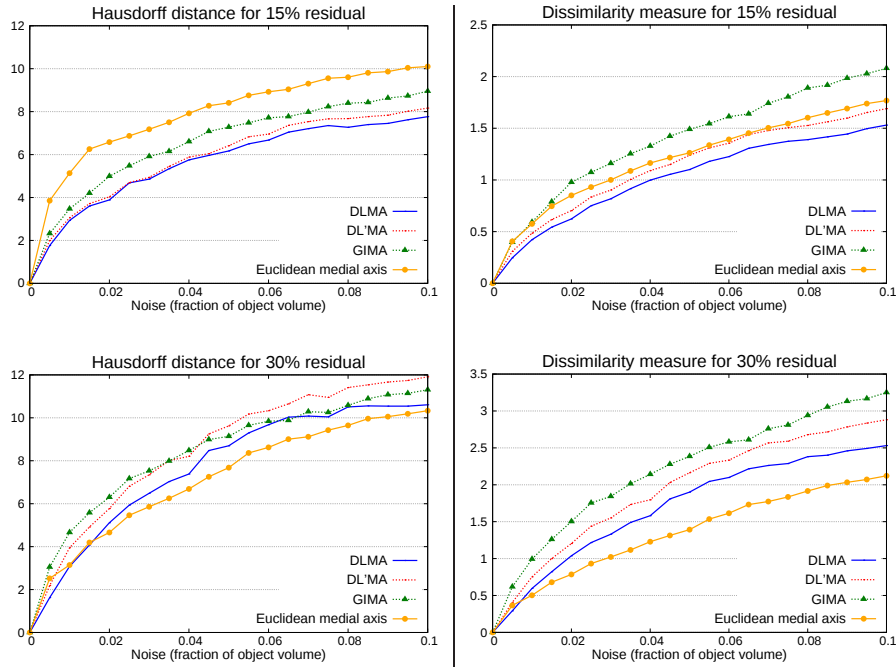 Hausdorff distance for 15% residual
12
10
8
6
4
2
0
DLMA
DL'MA
GIMA
Euclidean medial axis
0 0.02 0.04 0.06 0.08 0.1
Noise (fraction of object volume)
Dissimilarity measure for 15% residual
2.5
2
1.5
1
0.5
0
DLMA
DL'MA
GIMA
Euclidean medial axis
0 0.02 0.04 0.06 0.08 0.1
Noise (fraction of object volume)
Hausdorff distance for 30% residual
12
10
8
6
4
2
0
DLMA
DL'MA
GIMA
Euclidean medial axis
0 0.02 0.04 0.06 0.08 0.1
Noise (fraction of object volume)
Dissimilarity measure for 30% residual
3.5
3
2.5
2
1.5
1
0.5
0
DLMA
DL'MA
GIMA
Euclidean medial axis
0 0.02 0.04 0.06 0.08 0.1
Noise (fraction of object volume)